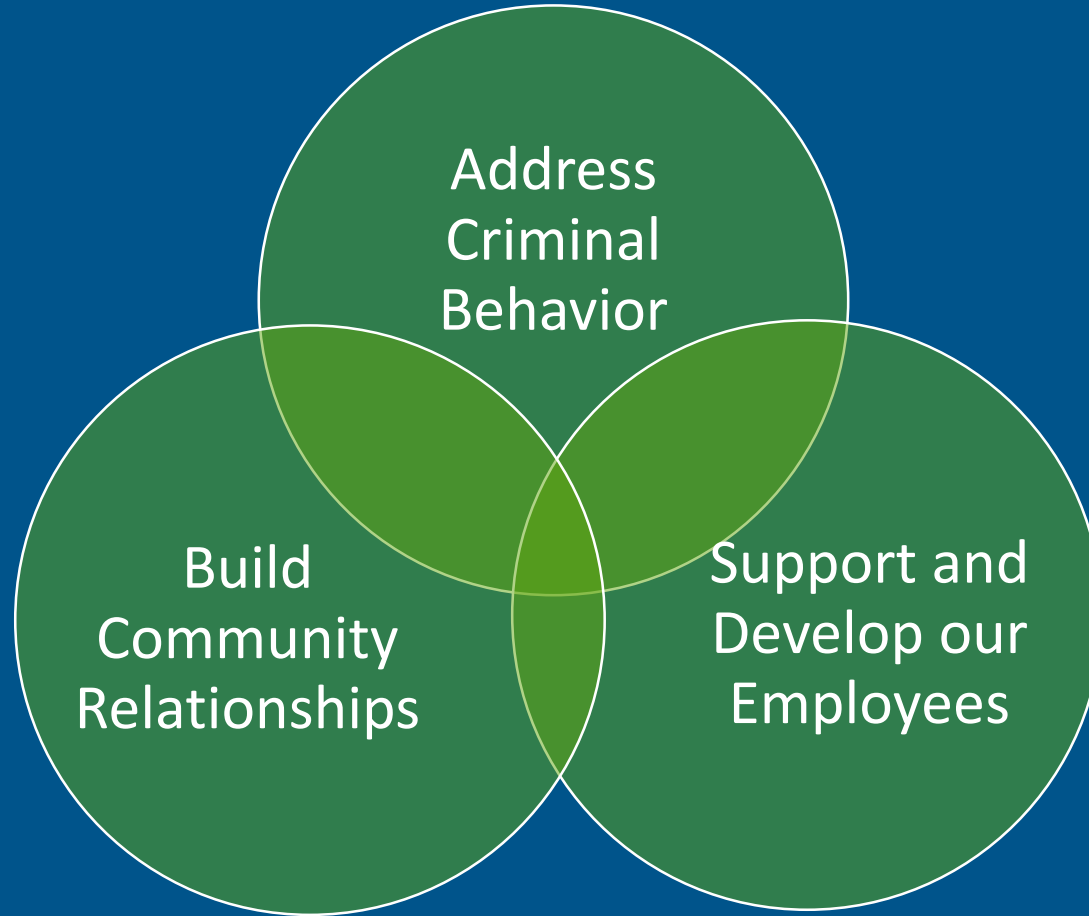 Address
Criminal
Behavior
Build
Community
Relationships
Support and
Develop our
Employees